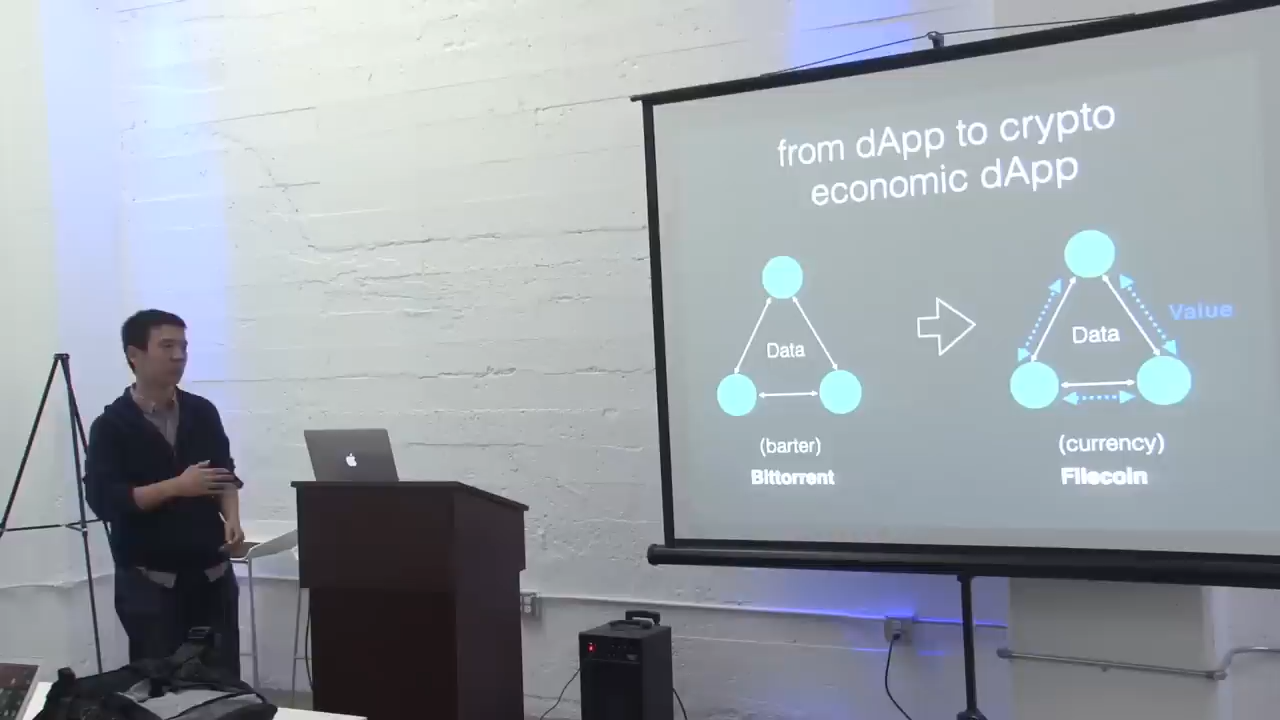 from dApp to crypto
economic dApp
Data
(barter)
Bittorrent
Data
Value
(currency)
Filecoin